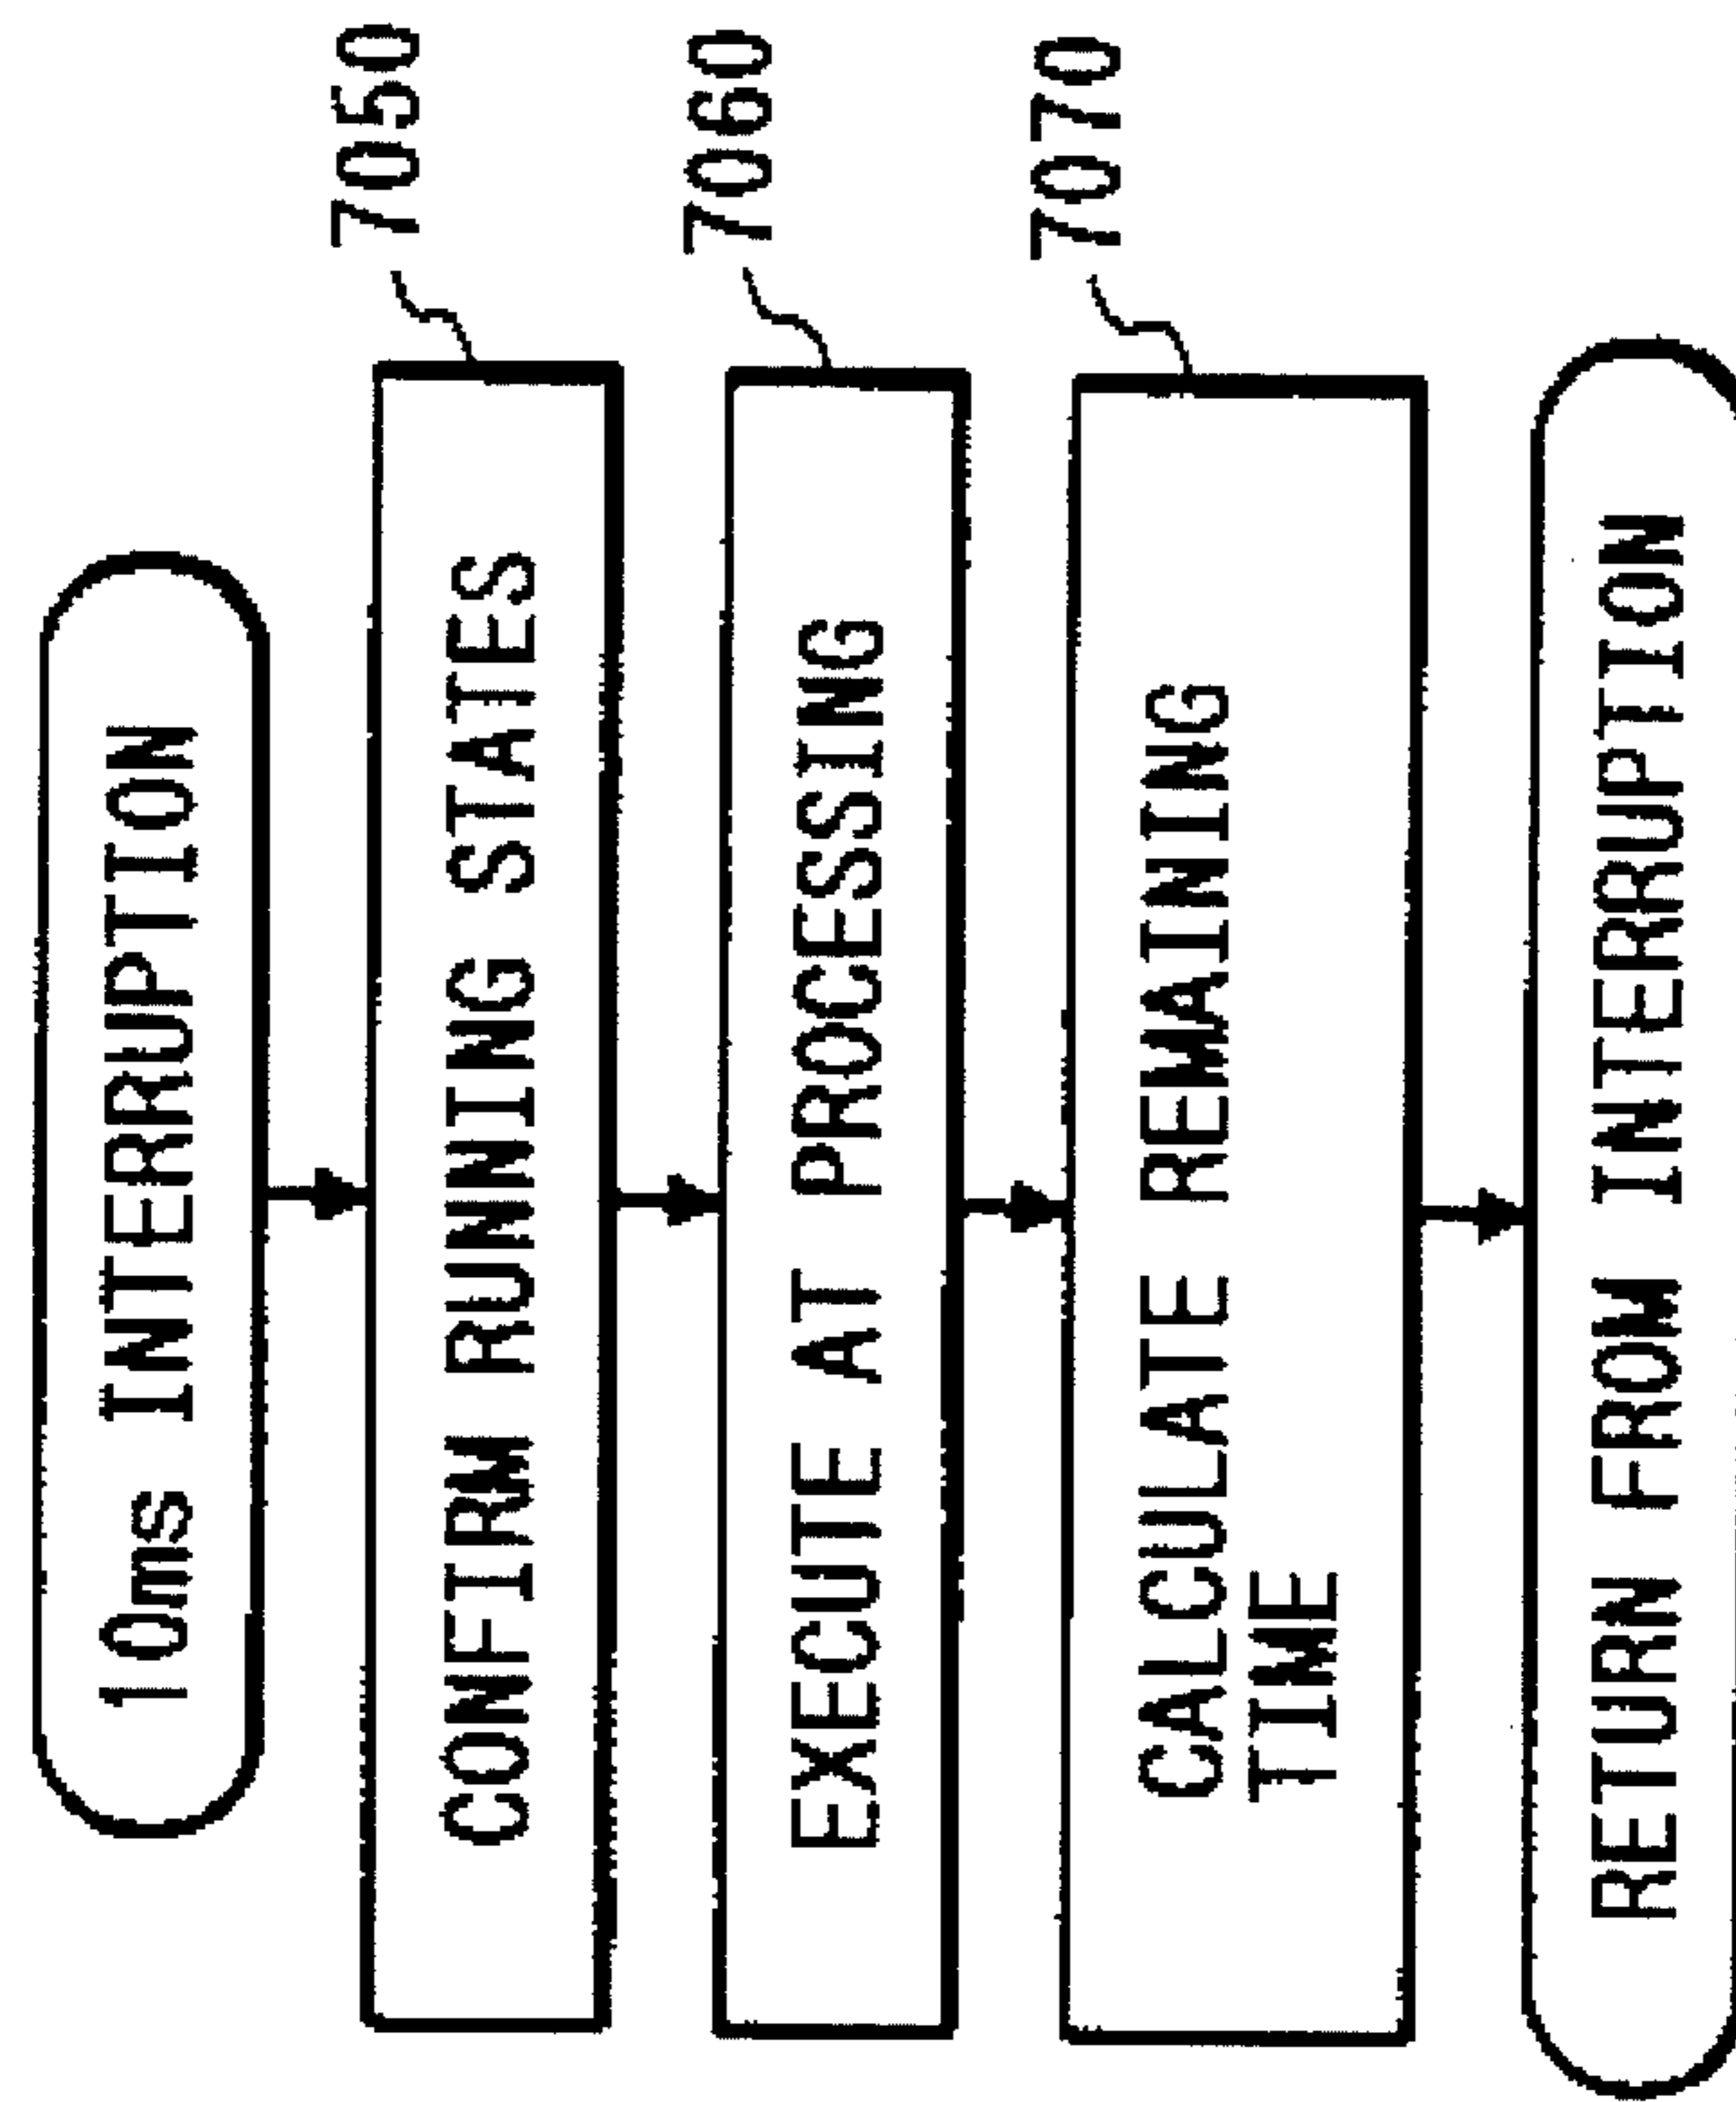 10ms INTERRUPTION
7050
CONFIRM RUNNING STATES
7060
EXECUTE AT PROCESSING
7070
CALCULATE REMAINING
TIME
RETURN FROM INTERRUPTION